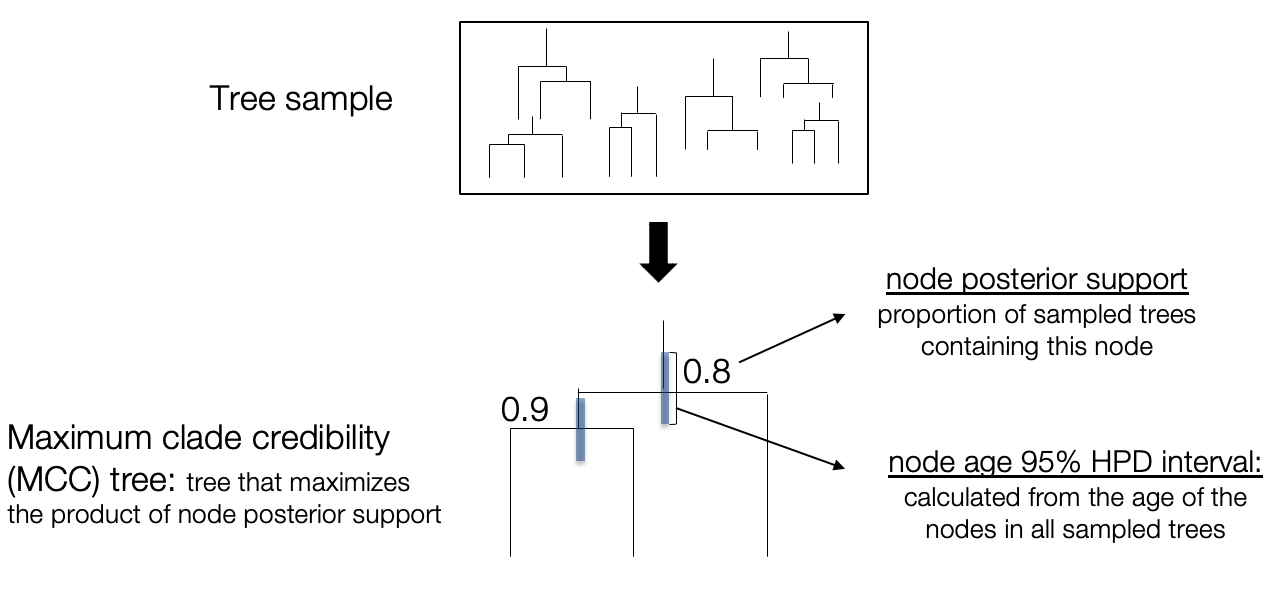 Tree sample
node posterior support
proportion of sampled trees
containing this node
0.8
0.9
Maximum clade credibility
(MCC) tree: tree that maximizes
the product of node posterior support
node age 95% HPD interval:
calculated from the age of the
nodes in all sampled trees